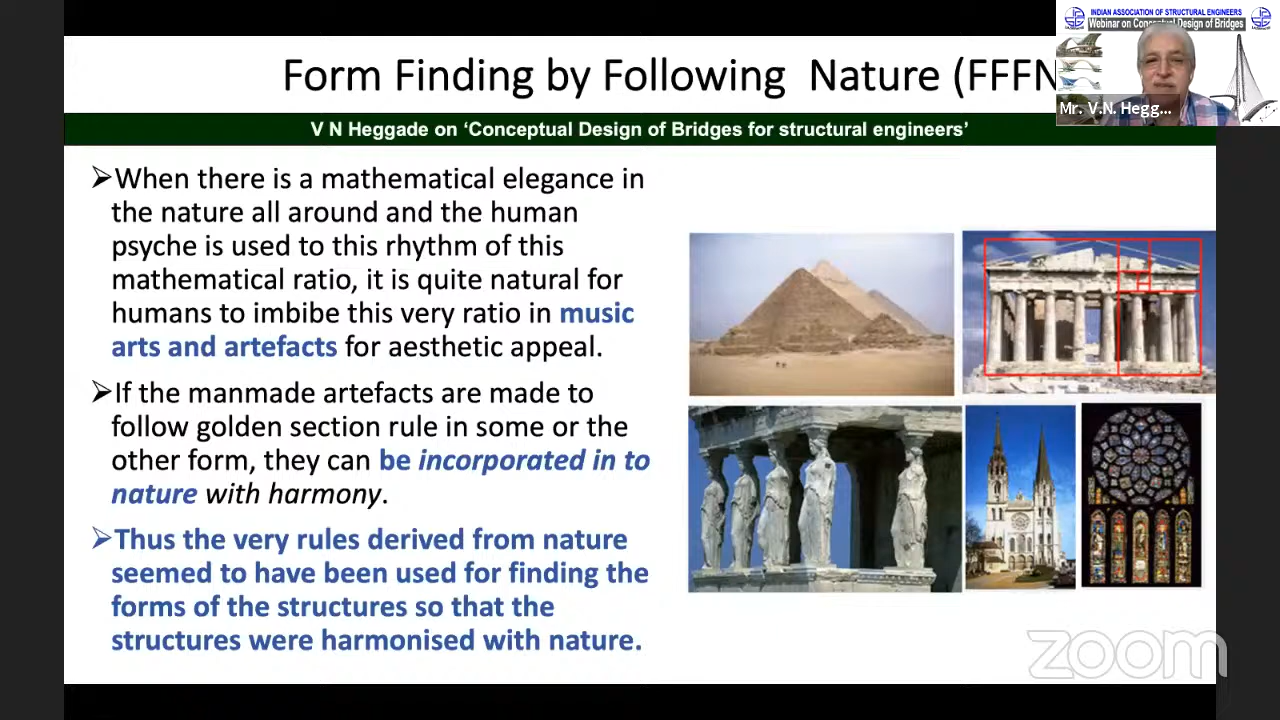 INDIAN ASSOCIATION OF STRUCTURAL ENGINEERS
Webinar on Conceptual Design of Bridges
Mr. V.N. Hegg...
Form Finding by Following Nature (FFFN
V N Heggade on ‘Conceptual Design of Bridges for structural engineers’
➢When there is a mathematical elegance in
the nature all around and the human
psyche is used to this rhythm of this
mathematical ratio, it is quite natural for
humans to imbibe this very ratio in music
arts and artefacts for aesthetic appeal.
➢If the manmade artefacts are made to
follow golden section rule in some or the
other form, they can be incorporated in to
nature with harmony.
➢Thus the very rules derived from nature
seemed to have been used for finding the
forms of the structures so that the
structures were harmonised with nature.
zoom